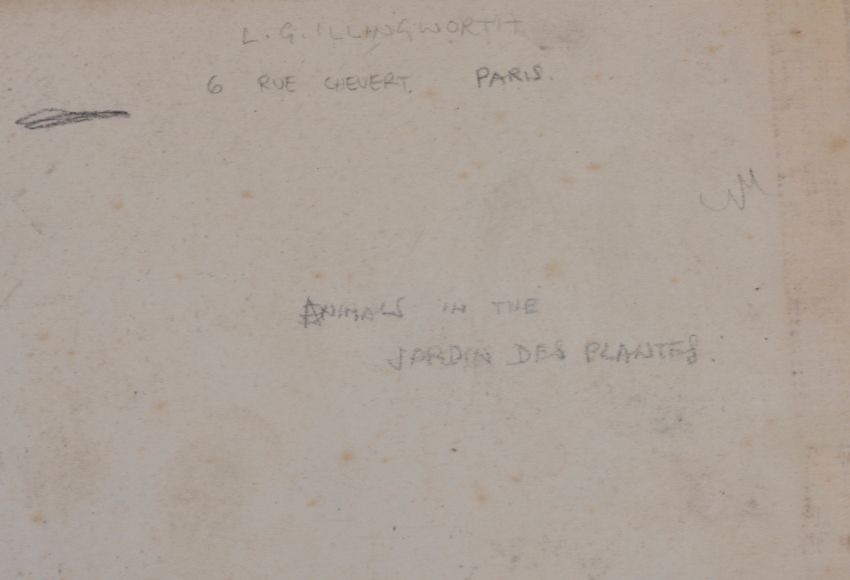 L. G. ILLINGWORTH
6 RUE CHEVERT. PARIS.
ANIMALS IN THE
JARDIN DES PLANTES.